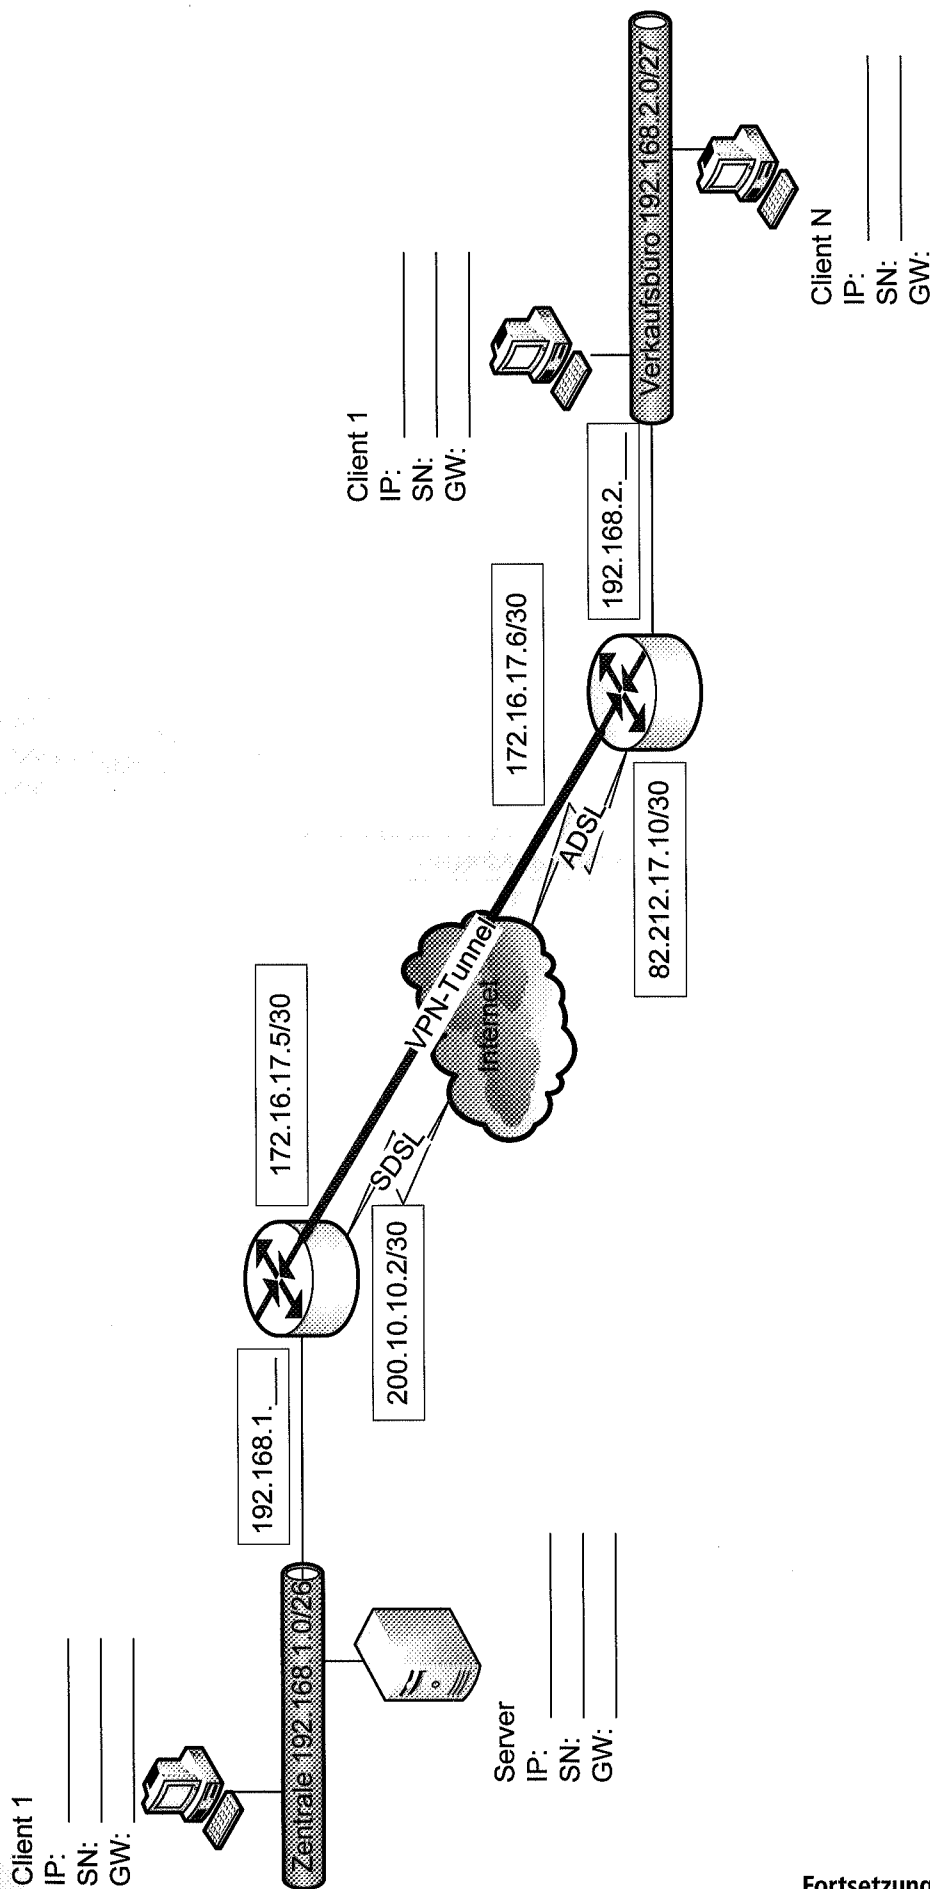 Client 1
IP:
SN:
GW:
Zentrale 192.168.1.0/26
Server
IP:
SN:
GW:
192.168.1.___
172.16.17.5/30
200.10.10.2/30
SDSL
VPN-Tunnel
Internet
ADSL
172.16.17.6/30
82.212.17.10/30
192.168.2.___
Client 1
IP:
SN:
GW:
Verkaufsbüro 192.168.2.0/27
Client N
IP:
SN:
GW:
Fortsetzung